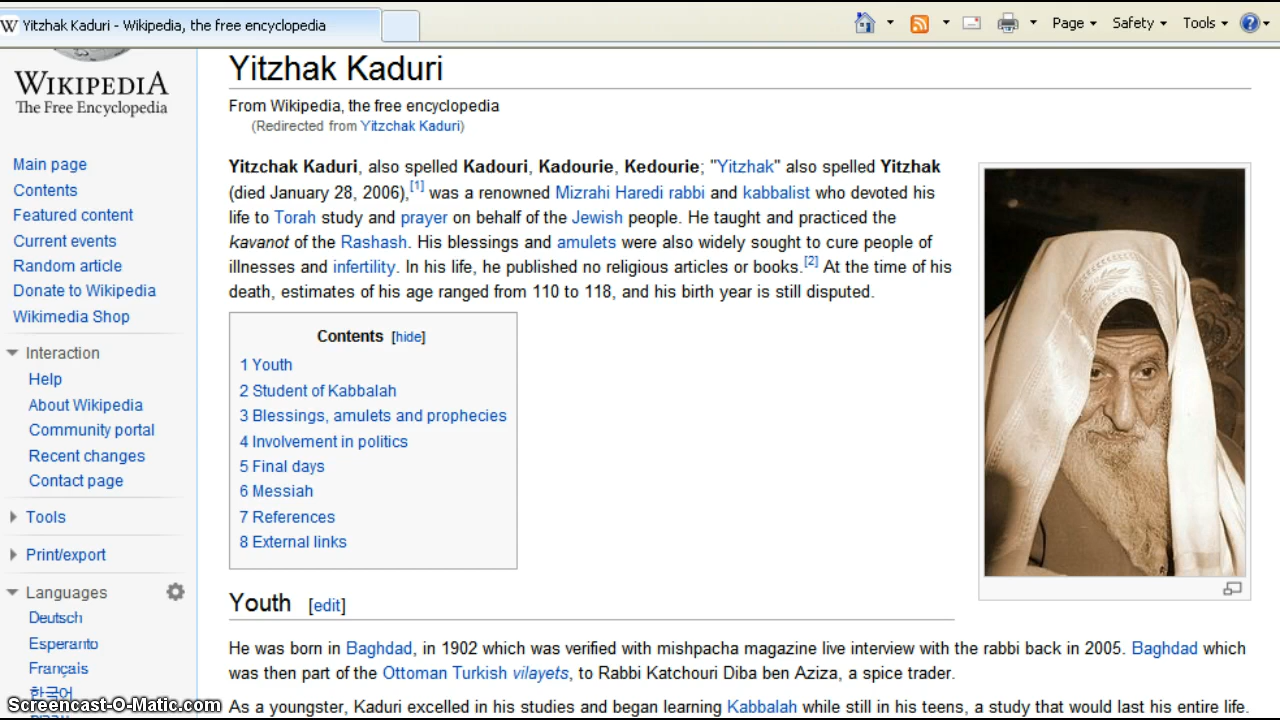 Yitzhak Kaduri - Wikipedia, the free encyclopedia
Page
Safety
Tools
WIKIPEDIA
The Free Encyclopedia
Main page
Contents
Featured content
Current events
Random article
Donate to Wikipedia
Wikimedia Shop
Interaction
Help
About Wikipedia
Community portal
Recent changes
Contact page
Tools
Print/export
Languages
Deutsch
Esperanto
Français
한국어
Yitzhak Kaduri
From Wikipedia, the free encyclopedia
(Redirected from Yitzchak Kaduri)
Yitzchak Kaduri, also spelled Kadouri, Kadourie, Kedourie; "Yitzhak" also spelled Yitzhak
(died January 28, 2006),[1] was a renowned Mizrahi Haredi rabbi and kabbalist who devoted his
life to Torah study and prayer on behalf of the Jewish people. He taught and practiced the
kavanot of the Rashash. His blessings and amulets were also widely sought to cure people of
illnesses and infertility. In his life, he published no religious articles or books.[2] At the time of his
death, estimates of his age ranged from 110 to 118, and his birth year is still disputed.
Contents [hide]
1 Youth
2 Student of Kabbalah
3 Blessings, amulets and prophecies
4 Involvement in politics
5 Final days
6 Messiah
7 References
8 External links
Youth [edit]
He was born in Baghdad, in 1902 which was verified with mishpacha magazine live interview with the rabbi back in 2005. Baghdad which
was then part of the Ottoman Turkish vilayets, to Rabbi Katchouri Diba ben Aziza, a spice trader.
As a youngster, Kaduri excelled in his studies and began learning Kabbalah while still in his teens, a study that would last his entire life.
Screencast-O-Matic.com